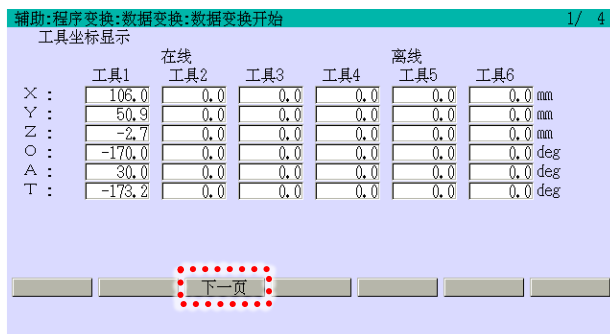 辅助:程序变换:数据变换:数据变换开始 1/ 4
工具坐标显示
在线 离线
工具1 工具2 工具3 工具4 工具5 工具6
X : 106.0 0.0 0.0 0.0 0.0 0.0 mm
Y : 50.9 0.0 0.0 0.0 0.0 0.0 mm
Z : -2.7 0.0 0.0 0.0 0.0 0.0 mm
O : -170.0 0.0 0.0 0.0 0.0 0.0 deg
A : 30.0 0.0 0.0 0.0 0.0 0.0 deg
T : -173.2 0.0 0.0 0.0 0.0 0.0 deg
下一页